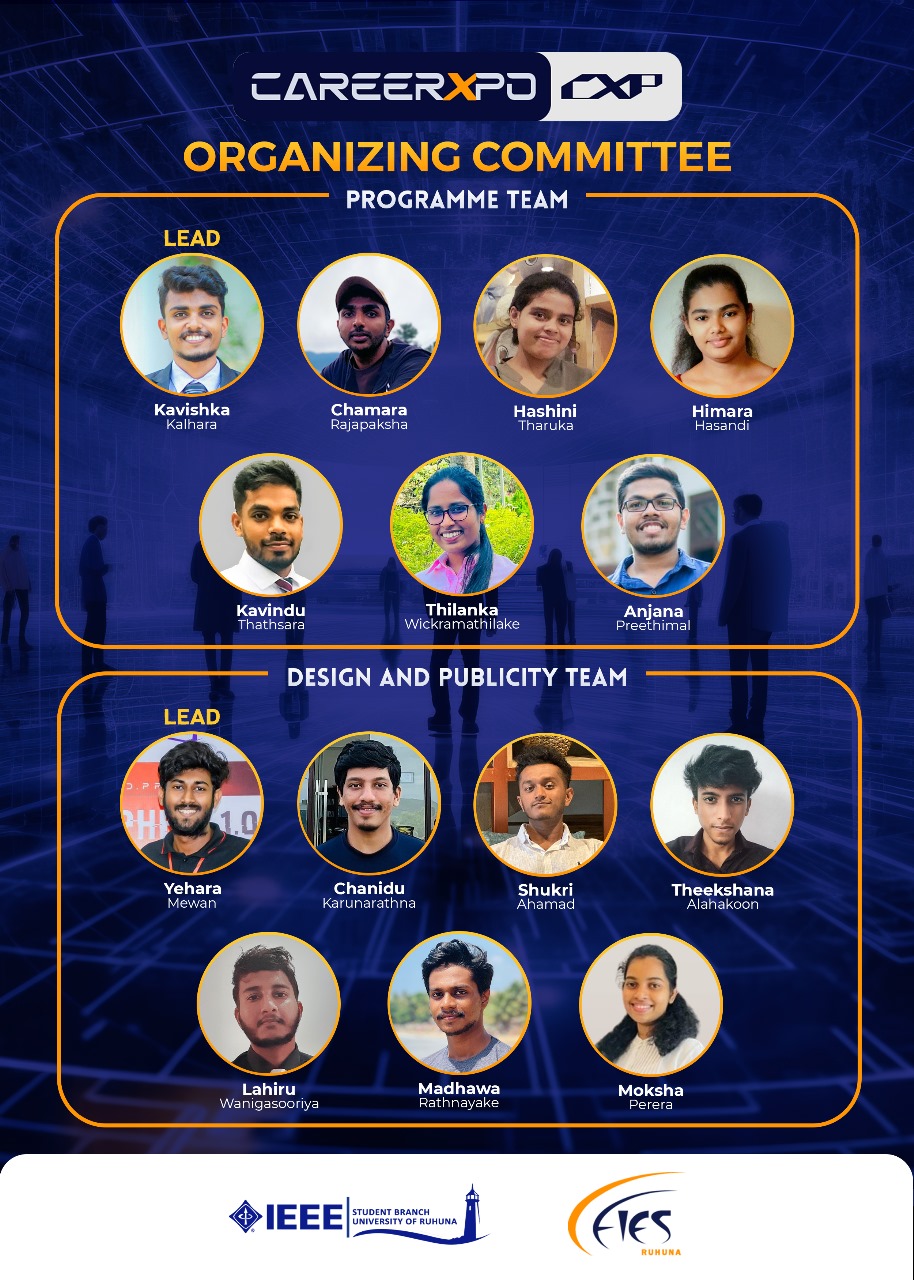 CAREERXPO CXP
ORGANIZING COMMITTEE
PROGRAMME TEAM
LEAD
Kavishka
Kalhara
Chamara
Rajapaksha
Hashini
Tharuka
Himara
Hasandi
Kavindu
Thathsara
Thilanka
Wickramathilake
Anjana
Preethimal
DESIGN AND PUBLICITY TEAM
LEAD
1.0
Yehara
Mewan
Chanidu
Karunarathna
Shukri
Ahamad
Theekshana
Alahakoon
Lahiru
Wanigasooriya
Madhawa
Rathnayake
Moksha
Perera
IEEE
STUDENT BRANCH
UNIVERSITY OF RUHUNA
FIES
RUHUNA